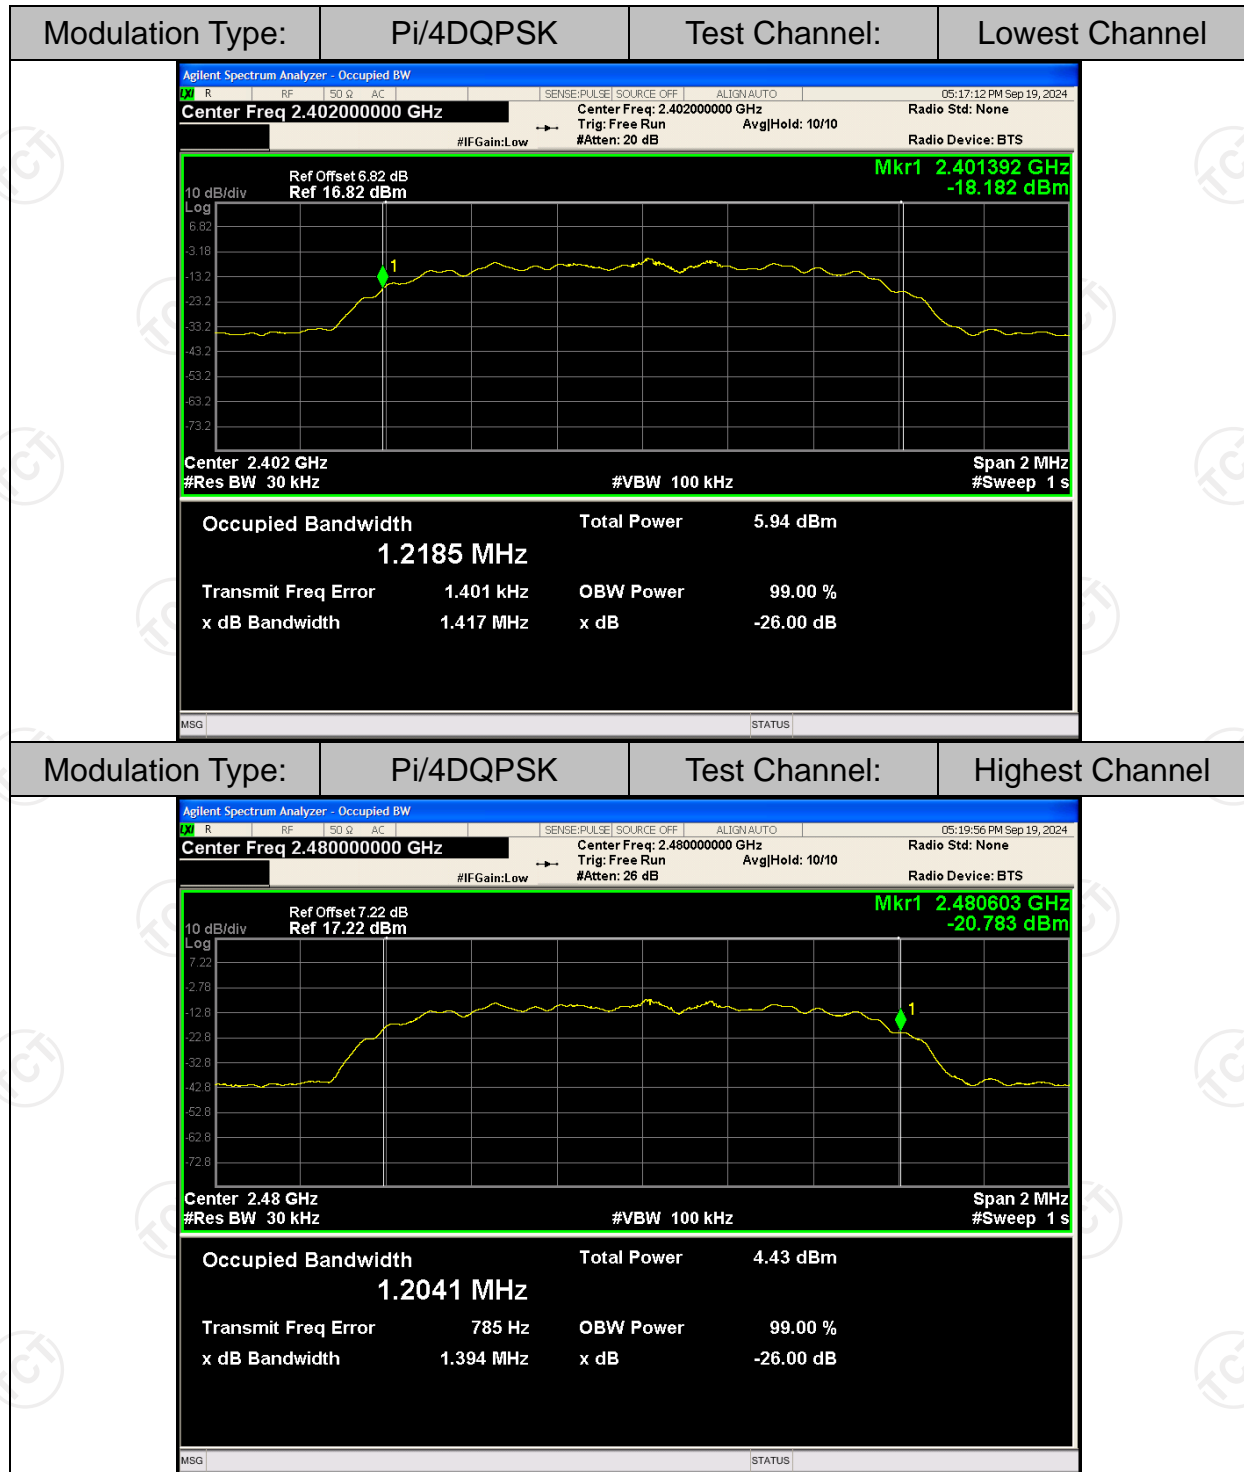 Modulation Type: Pi/4DQPSK Test Channel: Lowest Channel
Agilent Spectrum Analyzer - Occupied BW
LXI R RF 50 Ω AC SENSE:PULSE SOURCE OFF ALIGN AUTO 05:17:12 PM Sep 19, 2024
Center Freq 2.402000000 GHz Center Freq: 2.402000000 GHz Radio Std: None
Trig: Free Run Avg|Hold: 10/10
#IFGain:Low #Atten: 20 dB Radio Device: BTS
Mkr1 2.401392 GHz
Ref Offset 6.82 dB
10 dB/div Ref 16.82 dBm -18.182 dBm
Log
6.82
-3.18
1
-13.2
-23.2
-33.2
-43.2
-53.2
-63.2
-73.2
Center 2.402 GHz Span 2 MHz
#Res BW 30 kHz #VBW 100 kHz #Sweep 1 s
Occupied Bandwidth Total Power 5.94 dBm
1.2185 MHz
Transmit Freq Error 1.401 kHz OBW Power 99.00 %
x dB Bandwidth 1.417 MHz x dB -26.00 dB
MSG STATUS
Modulation Type: Pi/4DQPSK Test Channel: Highest Channel
Agilent Spectrum Analyzer - Occupied BW
LXI R RF 50 Ω AC SENSE:PULSE SOURCE OFF ALIGN AUTO 05:19:56 PM Sep 19, 2024
Center Freq 2.480000000 GHz Center Freq: 2.480000000 GHz Radio Std: None
Trig: Free Run Avg|Hold: 10/10
#IFGain:Low #Atten: 26 dB Radio Device: BTS
Mkr1 2.480603 GHz
Ref Offset 7.22 dB
10 dB/div Ref 17.22 dBm -20.783 dBm
Log
7.22
-2.78
-12.8
1
-22.8
-32.8
-42.8
-52.8
-62.8
-72.8
Center 2.48 GHz Span 2 MHz
#Res BW 30 kHz #VBW 100 kHz #Sweep 1 s
Occupied Bandwidth Total Power 4.43 dBm
1.2041 MHz
Transmit Freq Error 785 Hz OBW Power 99.00 %
x dB Bandwidth 1.394 MHz x dB -26.00 dB
MSG STATUS